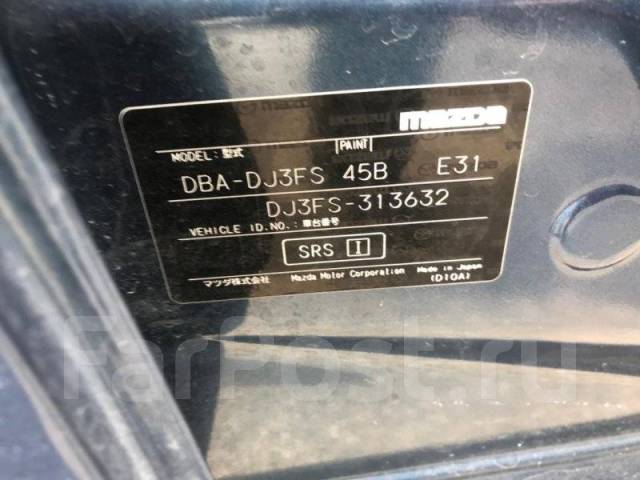 mazda
MODEL:型式 PAINT
DBA-DJ3FS 45B E31
DJ3FS-313632
VEHICLE ID.NO.:車台番号
SRS I
マツダ株式会社 Mazda Motor Corporation Made in Japan
(D10A)
FarPost.ru